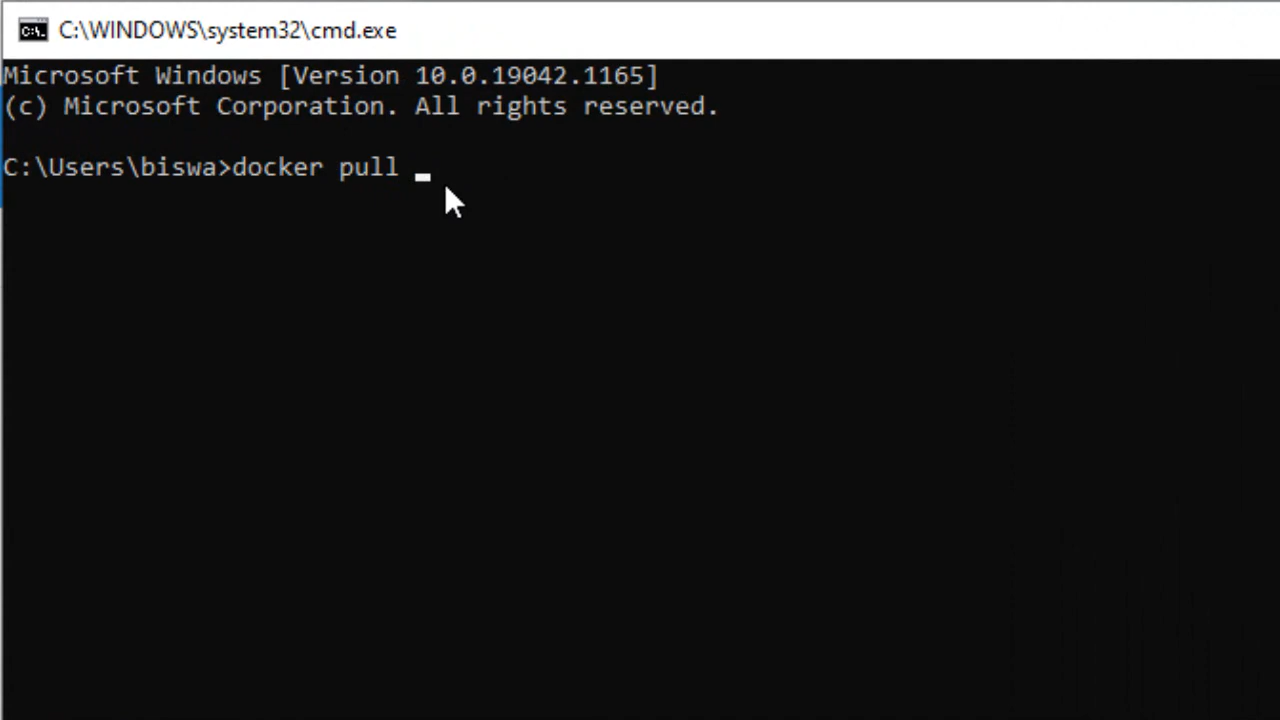 C:\WINDOWS\system32\cmd.exe
Microsoft Windows [Version 10.0.19042.1165]
(c) Microsoft Corporation. All rights reserved.
C:\Users\biswa>docker pull